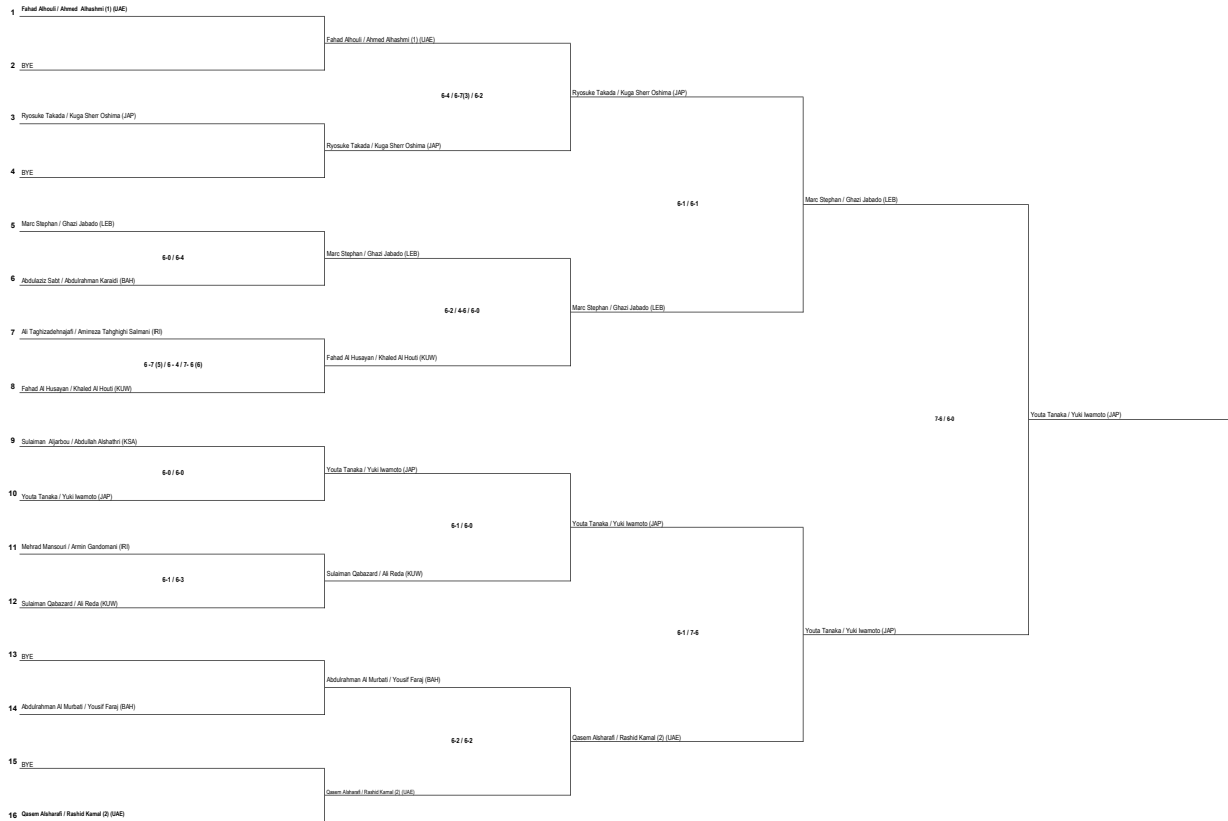 1 Fahad Alhouli / Ahmed Alhashmi (1) (UAE)
Fahad Alhouli / Ahmed Alhashmi (1) (UAE)
2 BYE
6-4 / 6-7(3) / 6-2
Ryosuke Takada / Kuga Sherr Oshima (JAP)
3 Ryosuke Takada / Kuga Sherr Oshima (JAP)
Ryosuke Takada / Kuga Sherr Oshima (JAP)
4 BYE
6-1 / 6-1
Marc Stephan / Ghazi Jabado (LEB)
5 Marc Stephan / Ghazi Jabado (LEB)
6-0 / 6-4
Marc Stephan / Ghazi Jabado (LEB)
6 Abdulaziz Sabt / Abdulrahman Karaidi (BAH)
6-2 / 4-6 / 6-0
Marc Stephan / Ghazi Jabado (LEB)
7 Ali Taghizadehnajafi / Amirreza Tahghighi Salmani (IRI)
6 -7 (5) / 6 - 4 / 7- 6 (6)
Fahad Al Husayan / Khaled Al Houti (KUW)
8 Fahad Al Husayan / Khaled Al Houti (KUW)
7-6 / 6-0
Youta Tanaka / Yuki Iwamoto (JAP)
9 Sulaiman Aljarbou / Abdullah Alshathri (KSA)
6-0 / 6-0
Youta Tanaka / Yuki Iwamoto (JAP)
10 Youta Tanaka / Yuki Iwamoto (JAP)
6-1 / 6-0
Youta Tanaka / Yuki Iwamoto (JAP)
11 Mehrad Mansouri / Armin Gandomani (IRI)
6-1 / 6-3
Sulaiman Qabazard / Ali Reda (KUW)
12 Sulaiman Qabazard / Ali Reda (KUW)
6-1 / 7-6
Youta Tanaka / Yuki Iwamoto (JAP)
13 BYE
Abdulrahman Al Murbati / Yousif Faraj (BAH)
14 Abdulrahman Al Murbati / Yousif Faraj (BAH)
6-2 / 6-2
Qasem Alsharafi / Rashid Kamal (2) (UAE)
15 BYE
Qasem Alsharafi / Rashid Kamal (2) (UAE)
16 Qasem Alsharafi / Rashid Kamal (2) (UAE)